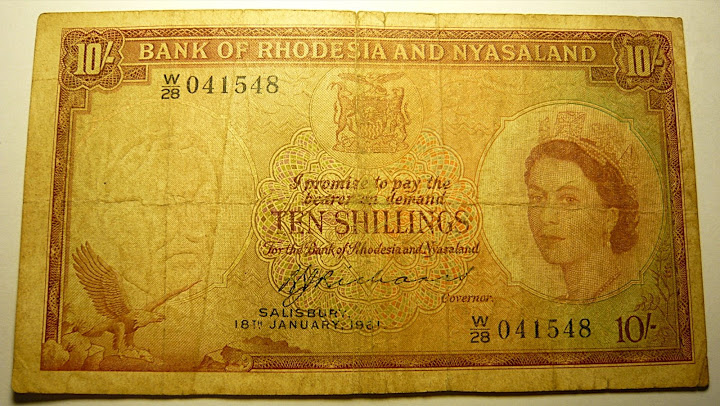 10/- BANK OF RHODESIA AND NYASALAND 10/-
W/28 041548
I promise to pay the
bearer on demand
TEN SHILLINGS
For the Bank of Rhodesia and Nyasaland
Governor.
SALISBURY,
18TH JANUARY, 1961
W/28 041548 10/-